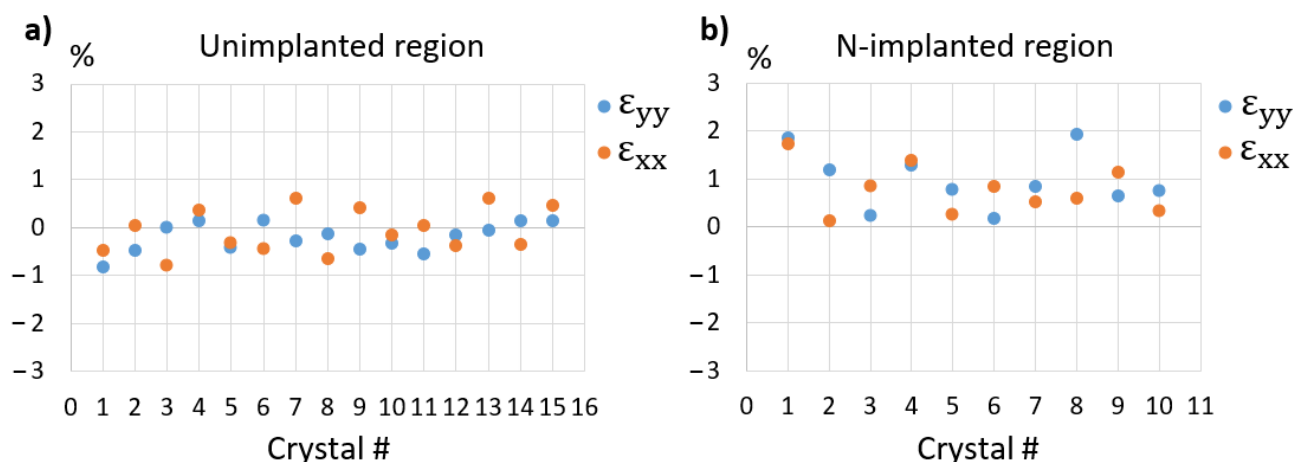 a)
Unimplanted region
%
3
2
1
0
−1
−2
−3
0 1 2 3 4 5 6 7 8 9 10 11 12 13 14 15 16
Crystal #
εyy
εxx
b)
N-implanted region
%
3
2
1
0
−1
−2
−3
0 1 2 3 4 5 6 7 8 9 10 11
Crystal #
εyy
εxx